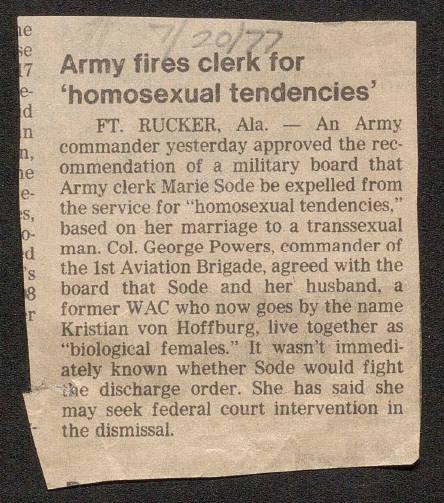 7/20/77
Army fires clerk for
'homosexual tendencies'
FT. RUCKER, Ala. — An Army
commander yesterday approved the rec-
ommendation of a military board that
Army clerk Marie Sode be expelled from
the service for "homosexual tendencies,"
based on her marriage to a transsexual
man. Col. George Powers, commander of
the 1st Aviation Brigade, agreed with the
board that Sode and her husband, a
former WAC who now goes by the name
Kristian von Hoffburg, live together as
"biological females." It wasn't immedi-
ately known whether Sode would fight
the discharge order. She has said she
may seek federal court intervention in
the dismissal.